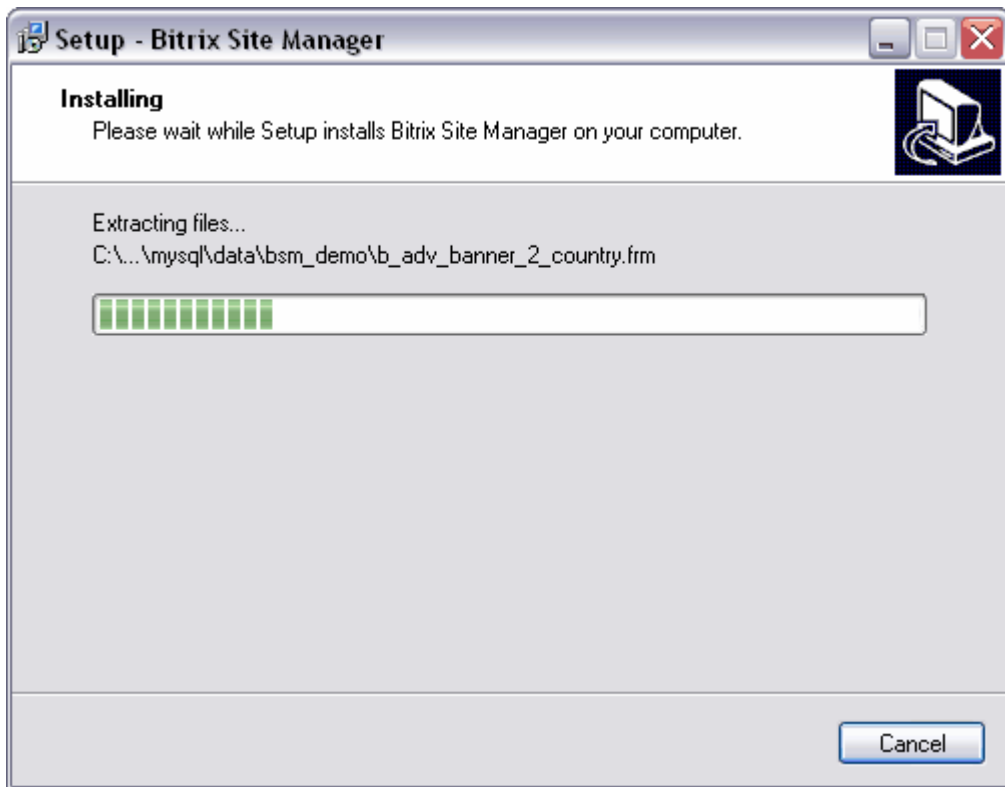 Setup - Bitrix Site Manager
Installing
Please wait while Setup installs Bitrix Site Manager on your computer.
Extracting files...
C:\...\mysql\data\bsm_demo\b_adv_banner_2_country.frm
Cancel